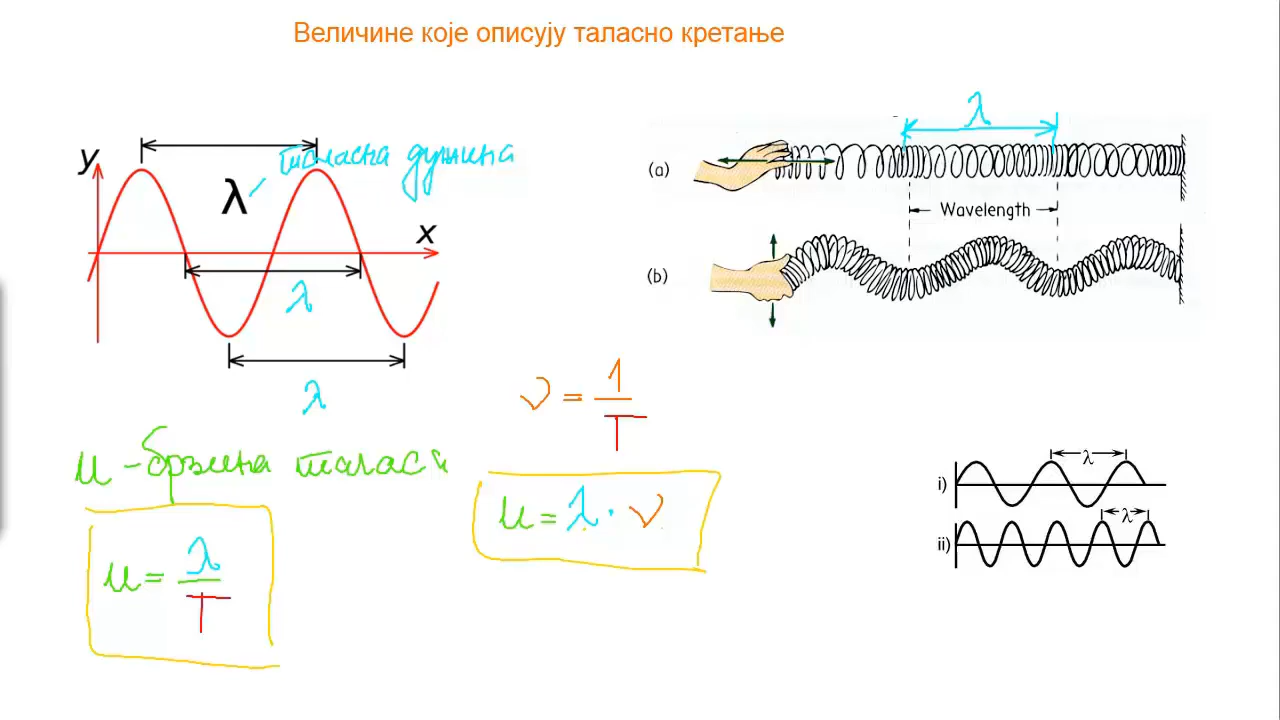 Величине које описују таласно кретање
y
λ
таласна дужина
x
λ
λ
λ
(a)
Wavelength
(b)
ν = 1/T
u - брзина таласа
u = λ/T
u = λ · ν
i)
λ
ii)
λ